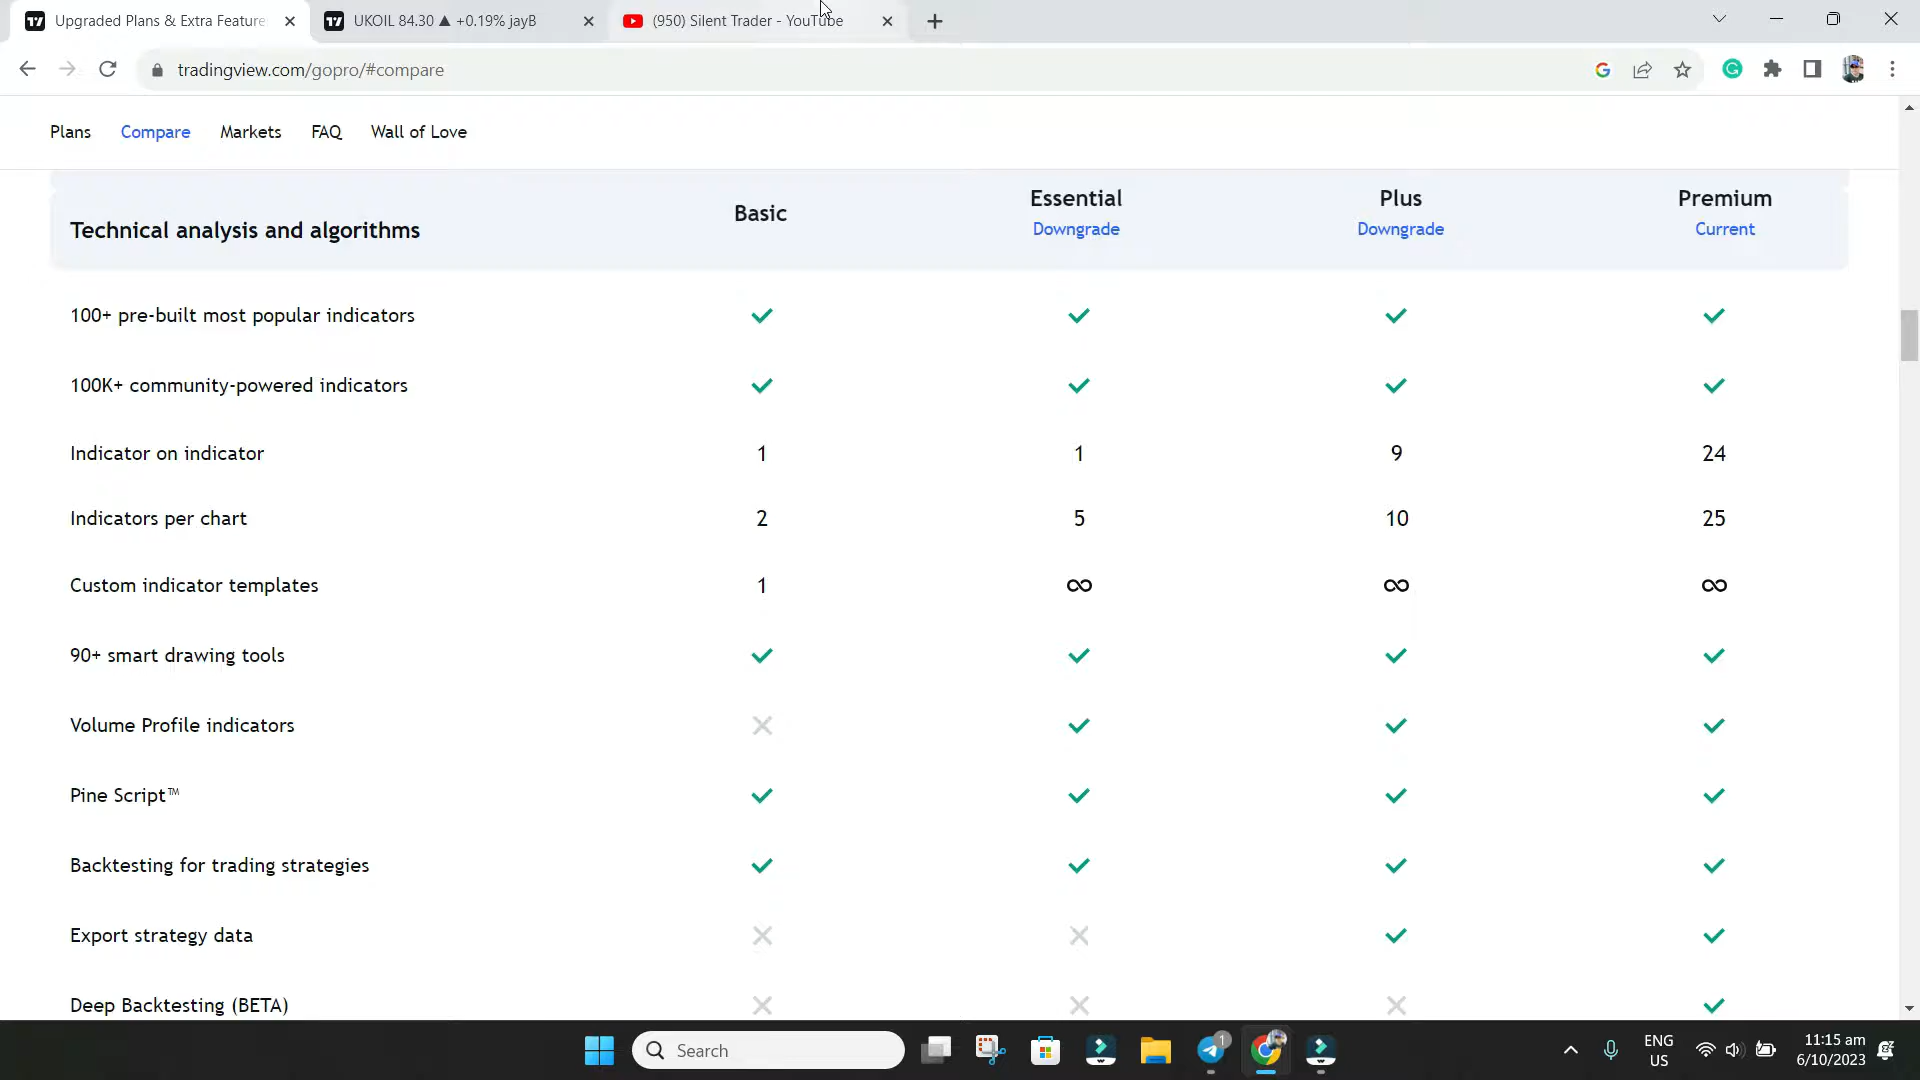 Upgraded Plans & Extra Feature
UKOIL 84.30 ▲ +0.19% jayB
(950) Silent Trader - YouTube
tradingview.com/gopro/#compare
Plans
Compare
Markets
FAQ
Wall of Love
Technical analysis and algorithms
Basic
Essential
Downgrade
Plus
Downgrade
Premium
Current
100+ pre-built most popular indicators
100K+ community-powered indicators
Indicator on indicator 1 1 9 24
Indicators per chart 2 5 10 25
Custom indicator templates 1 ∞ ∞ ∞
90+ smart drawing tools
Volume Profile indicators
Pine Script™
Backtesting for trading strategies
Export strategy data
Deep Backtesting (BETA)
Search
1
ENG
US
11:15 am
6/10/2023